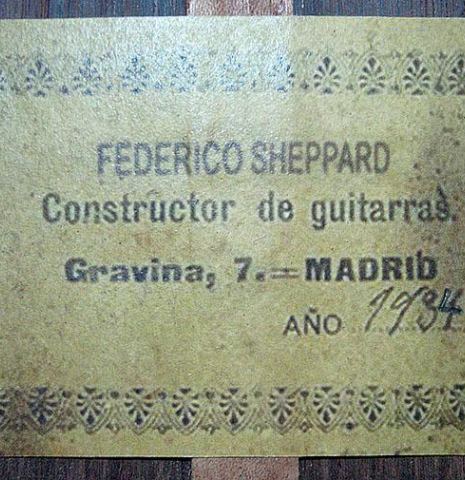 FEDERICO SHEPPARD
Constructor de guitarras.
Gravina, 7.=MADRID
AÑO 1934